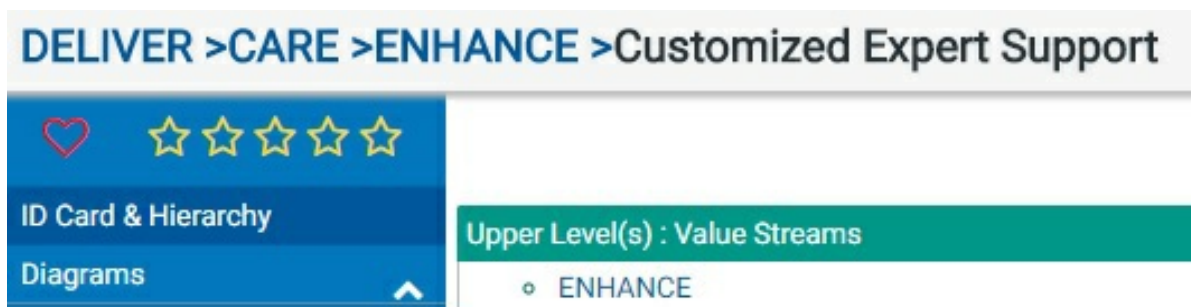 DELIVER >CARE >ENHANCE >Customized Expert Support
ID Card & Hierarchy
Upper Level(s) : Value Streams
Diagrams
ENHANCE